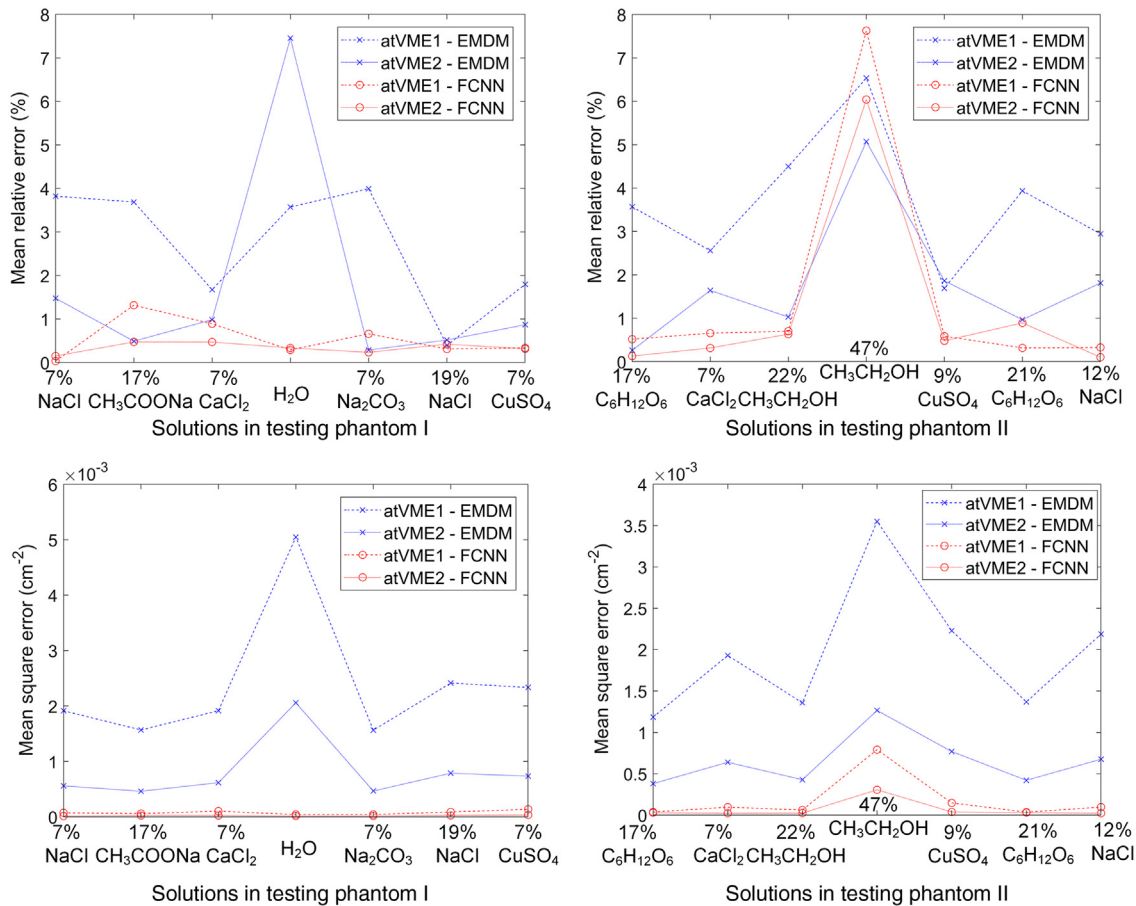 8
7
6
5
4
3
2
1
0
Mean relative error (%)
atVME1 - EMDM
atVME2 - EMDM
atVME1 - FCNN
atVME2 - FCNN
7% 17% 7% H₂O 7% 19% 7%
NaCl CH₃COONa CaCl₂ Na₂CO₃ NaCl CuSO₄
Solutions in testing phantom I
8
7
6
5
4
3
2
1
0
Mean relative error (%)
atVME1 - EMDM
atVME2 - EMDM
atVME1 - FCNN
atVME2 - FCNN
47%
17% 7% 22% CH₃CH₂OH 9% 21% 12%
C₆H₁₂O₆ CaCl₂ CH₃CH₂OH CuSO₄ C₆H₁₂O₆ NaCl
Solutions in testing phantom II
×10⁻³
6
5
4
3
2
1
0
Mean square error (cm⁻²)
atVME1 - EMDM
atVME2 - EMDM
atVME1 - FCNN
atVME2 - FCNN
7% 17% 7% H₂O 7% 19% 7%
NaCl CH₃COONa CaCl₂ Na₂CO₃ NaCl CuSO₄
Solutions in testing phantom I
×10⁻³
4
3.5
3
2.5
2
1.5
1
0.5
0
Mean square error (cm⁻²)
atVME1 - EMDM
atVME2 - EMDM
atVME1 - FCNN
atVME2 - FCNN
47%
17% 7% 22% CH₃CH₂OH 9% 21% 12%
C₆H₁₂O₆ CaCl₂ CH₃CH₂OH CuSO₄ C₆H₁₂O₆ NaCl
Solutions in testing phantom II